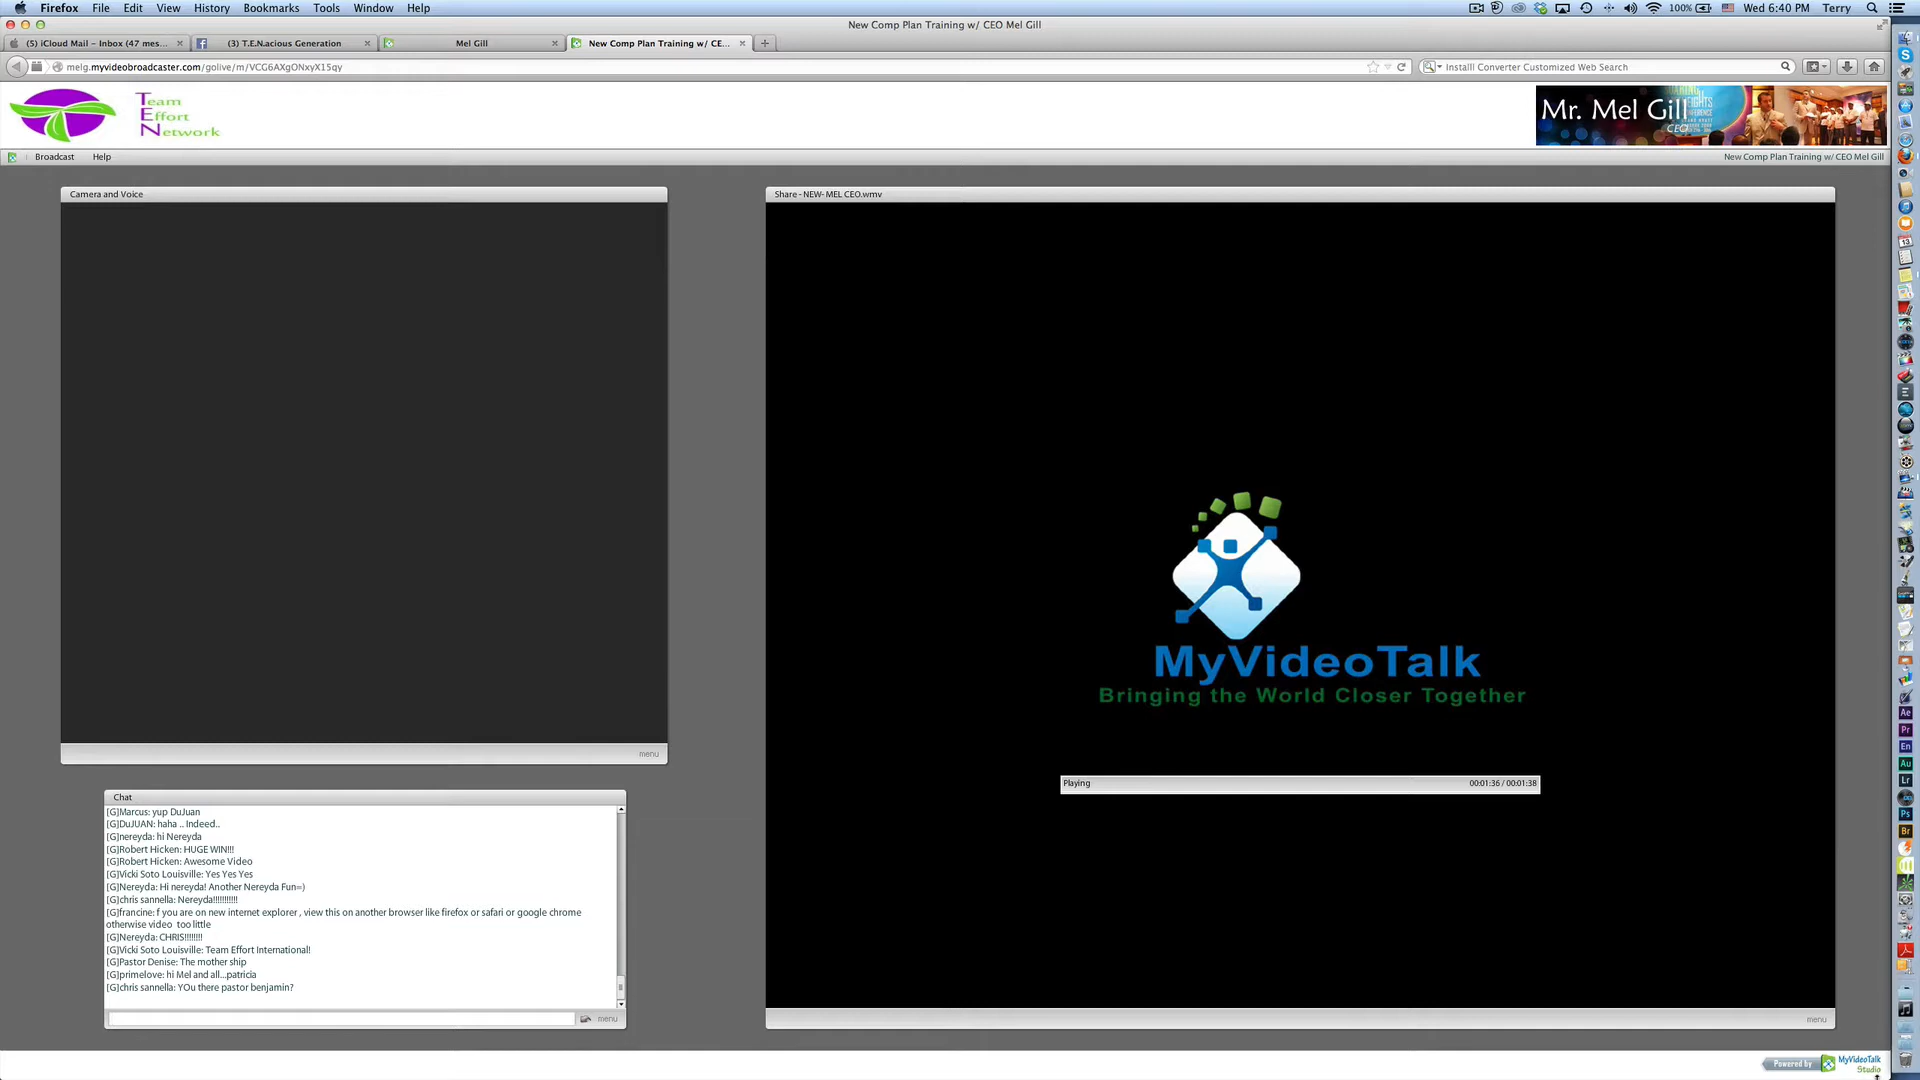 Firefox File Edit View History Bookmarks Tools Window Help
100% Wed 6:40 PM Terry
New Comp Plan Training w/ CEO Mel Gill
(5) iCloud Mail – Inbox (47 mes...
(3) T.E.N.acious Generation
Mel Gill
New Comp Plan Training w/ CE...
melg.myvideobroadcaster.com/golive/m/VCG6AXgONxyX15qy
Installl Converter Customized Web Search
Team
Effort
Network
Mr. Mel Gill
CEO
Broadcast Help
New Comp Plan Training w/ CEO Mel Gill
Camera and Voice
menu
Share - NEW- MEL CEO.wmv
MyVideoTalk
Bringing the World Closer Together
Playing 00:01:36 / 00:01:38
menu
Chat
[G]Marcus: yup DuJuan
[G]DuJUAN: haha .. Indeed..
[G]nereyda: hi Nereyda
[G]Robert Hicken: HUGE WIN!!!
[G]Robert Hicken: Awesome Video
[G]Vicki Soto Louisville: Yes Yes Yes
[G]Nereyda: Hi nereyda! Another Nereyda Fun=)
[G]chris sannella: Nereyda!!!!!!!!!!!
[G]francine: f you are on new internet explorer , view this on another browser like firefox or safari or google chrome
otherwise video too little
[G]Nereyda: CHRIS!!!!!!!!
[G]Vicki Soto Louisville: Team Effort International!
[G]Pastor Denise: The mother ship
[G]primelove: hi Mel and all...patricia
[G]chris sannella: YOu there pastor benjamin?
menu
Powered by MyVideoTalk
Studio
13
Ae
Pr
En
Au
Lr
Ps
Br